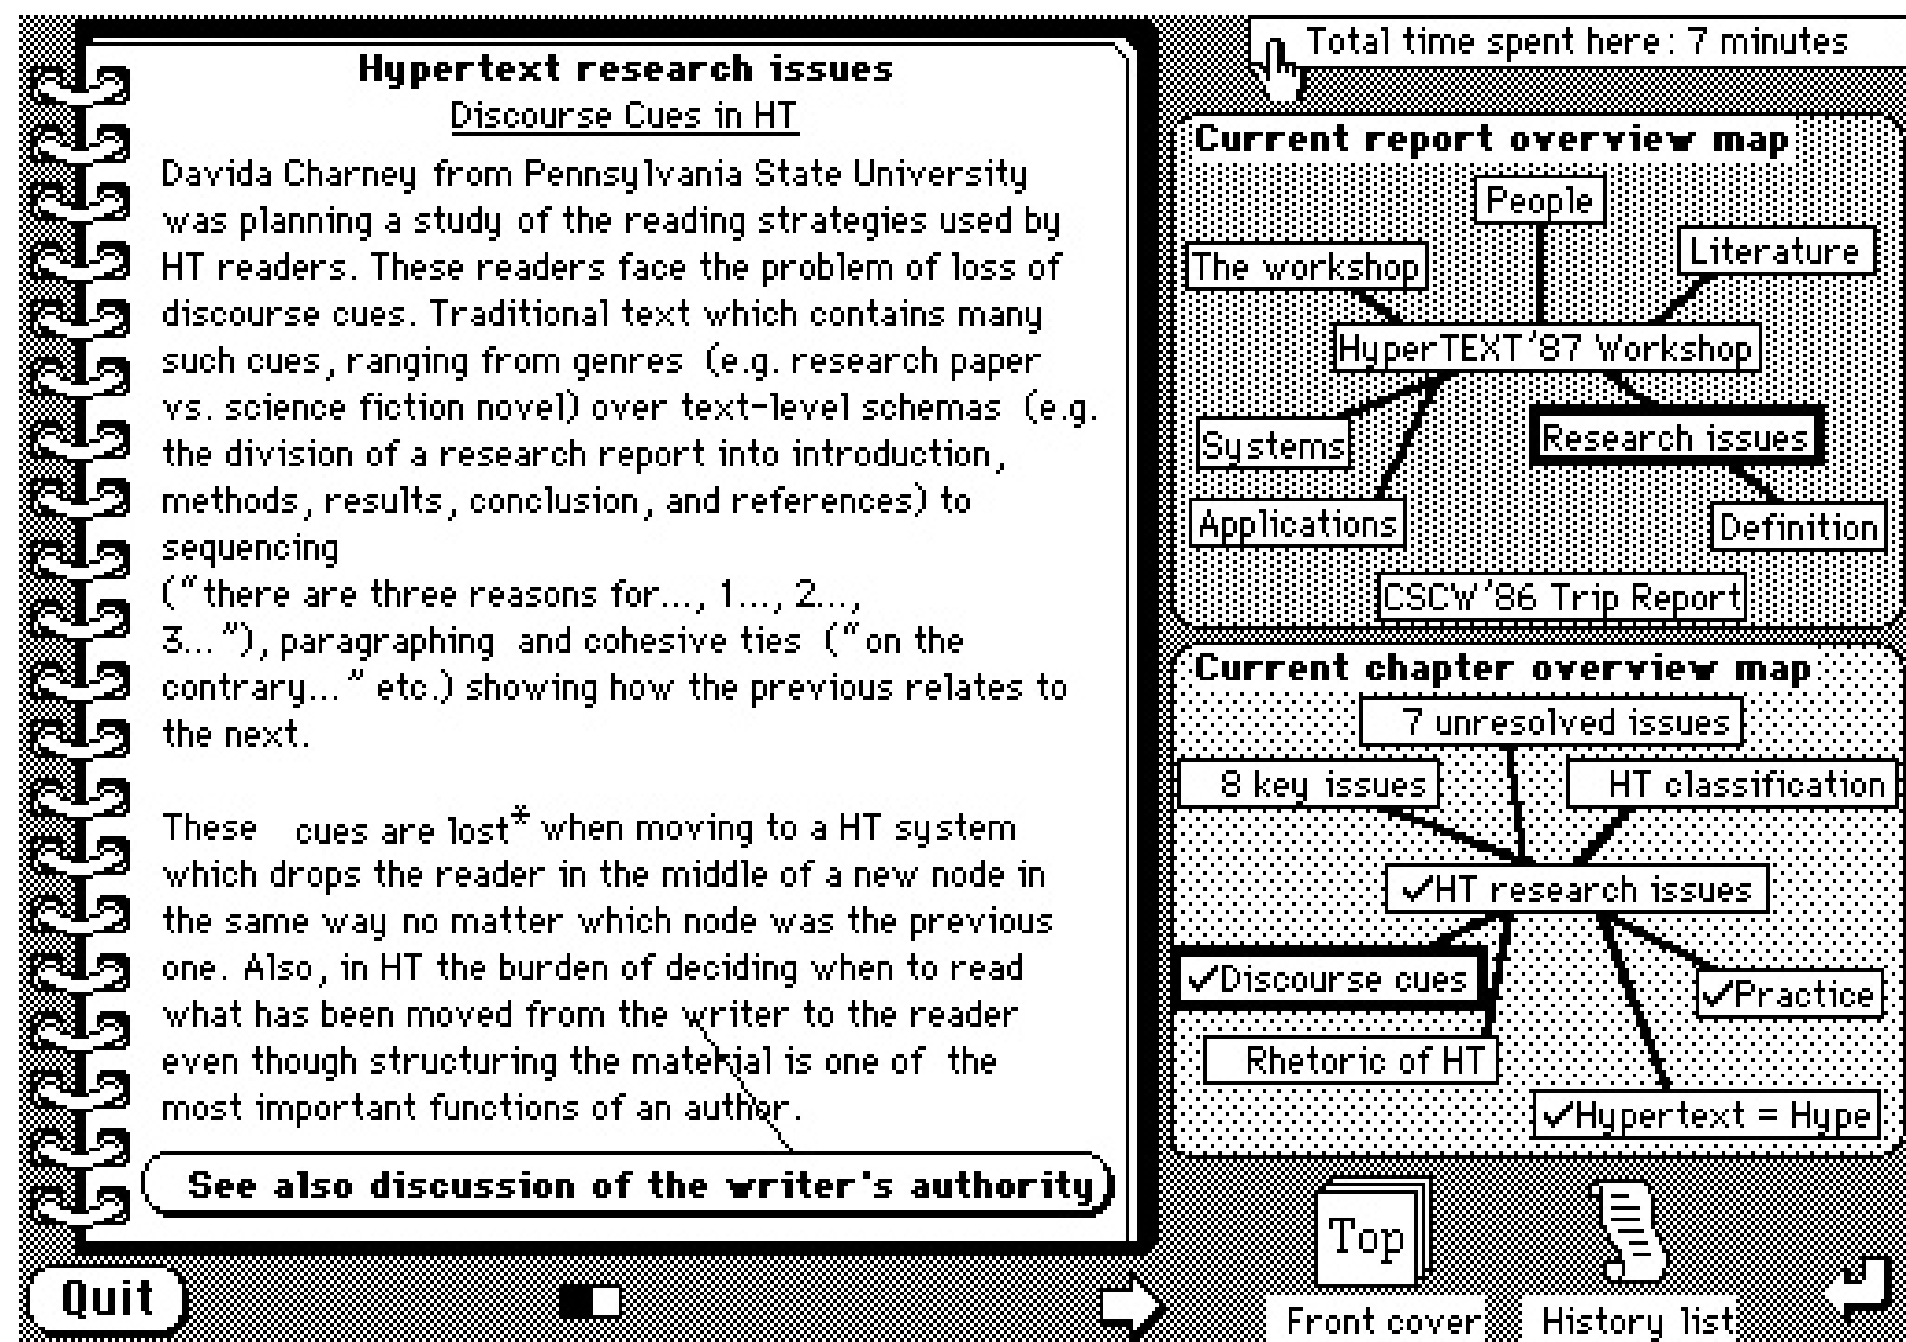 Hypertext research issues
Discourse Cues in HT
Davida Charney from Pennsylvania State University
was planning a study of the reading strategies used by
HT readers. These readers face the problem of loss of
discourse cues. Traditional text which contains many
such cues, ranging from genres (e.g. research paper
vs. science fiction novel) over text-level schemas (e.g.
the division of a research report into introduction,
methods, results, conclusion, and references) to
sequencing
(“there are three reasons for..., 1..., 2...,
3...”), paragraphing and cohesive ties (“on the
contrary...” etc.) showing how the previous relates to
the next.
These cues are lost* when moving to a HT system
which drops the reader in the middle of a new node in
the same way no matter which node was the previous
one. Also, in HT the burden of deciding when to read
what has been moved from the writer to the reader
even though structuring the material is one of the
most important functions of an author.
See also discussion of the writer's authority
Quit
Total time spent here: 7 minutes
Current report overview map
People
Literature
The workshop
HyperTEXT'87 Workshop
Systems
Research issues
Applications
Definition
CSCW'86 Trip Report
Current chapter overview map
7 unresolved issues
8 key issues
HT classification
✓HT research issues
✓Discourse cues
✓Practice
Rhetoric of HT
✓Hypertext = Hype
Top
Front cover
History list